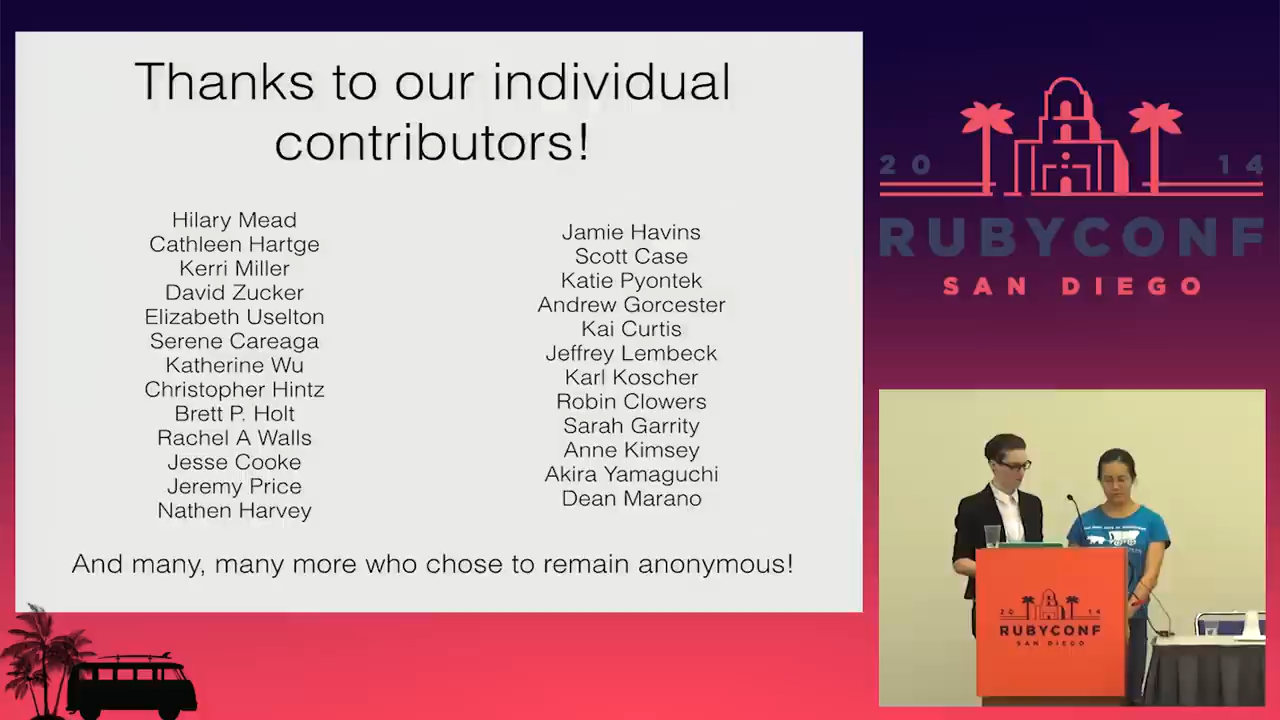 Thanks to our individual
contributors!
Hilary Mead
Cathleen Hartge
Kerri Miller
David Zucker
Elizabeth Uselton
Serene Careaga
Katherine Wu
Christopher Hintz
Brett P. Holt
Rachel A Walls
Jesse Cooke
Jeremy Price
Nathen Harvey
Jamie Havins
Scott Case
Katie Pyontek
Andrew Gorcester
Kai Curtis
Jeffrey Lembeck
Karl Koscher
Robin Clowers
Sarah Garrity
Anne Kimsey
Akira Yamaguchi
Dean Marano
And many, many more who chose to remain anonymous!
20 14
RUBYCONF
SAN DIEGO
20 14
RUBYCONF
SAN DIEGO